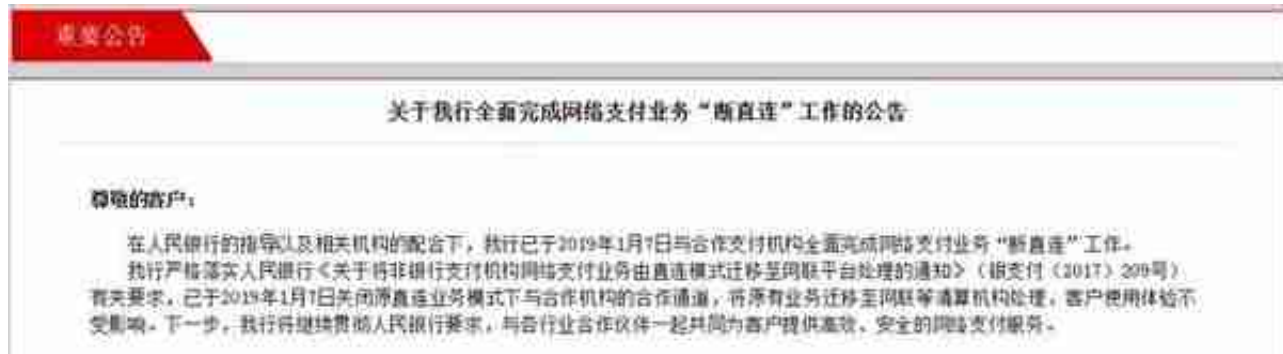 重要公告
关于我行全面完成网络支付业务“断直连”工作的公告
尊敬的客户：
在人民银行的指导以及相关机构的配合下，我行已于2019年1月7日与合作支付机构全面完成网络支付业务“断直连”工作。
我行严格落实人民银行《关于将非银行支付机构网络支付业务由直连模式迁移至网联平台处理的通知》（银支付（2017）209号）
有关要求，已于2019年1月7日关闭原直连业务模式下与合作机构的合作通道，将原有业务迁移至网联等清算机构处理，客户使用体验不
受影响。下一步，我行将继续贯彻人民银行要求，与各行业合作伙伴一起共同为客户提供高效、安全的网络支付服务。